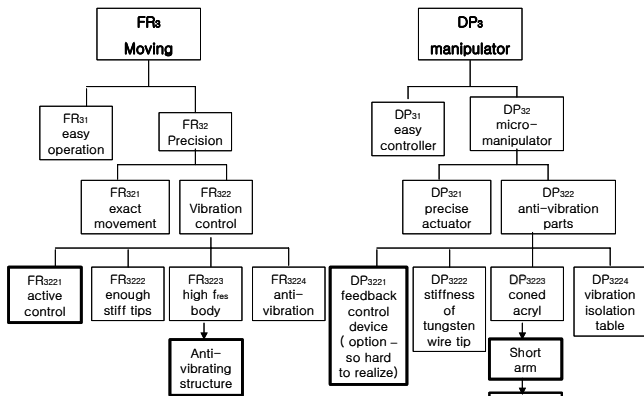 FR3
Moving
FR31
easy
operation
FR32
Precision
FR321
exact
movement
FR322
Vibration
control
FR3221
active
control
FR3222
enough
stiff tips
FR3223
high fres
body
FR3224
anti-
vibration
Anti-
vibrating
structure
DP3
manipulator
DP31
easy
controller
DP32
micro-
manipulator
DP321
precise
actuator
DP322
anti-vibration
parts
DP3221
feedback
control
device
( option –
so hard
to realize)
DP3222
stiffness
of
tungsten
wire tip
DP3223
coned
acryl
DP3224
vibration
isolation
table
Short
arm